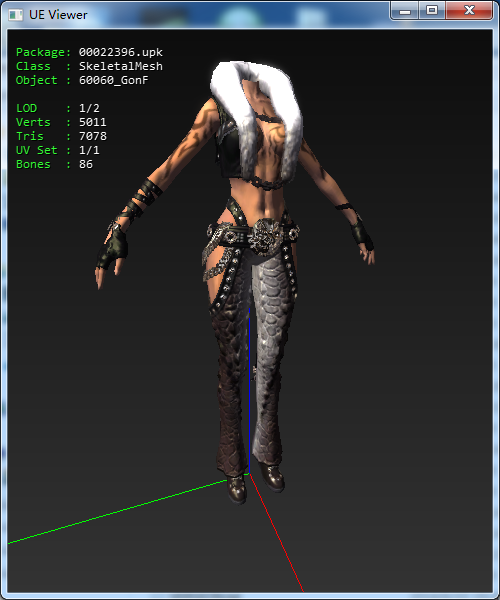 UE Viewer
Package: 00022396.upk
Class : SkeletalMesh
Object : 60060_GonF
LOD : 1/2
Verts : 5011
Tris : 7078
UV Set : 1/1
Bones : 86